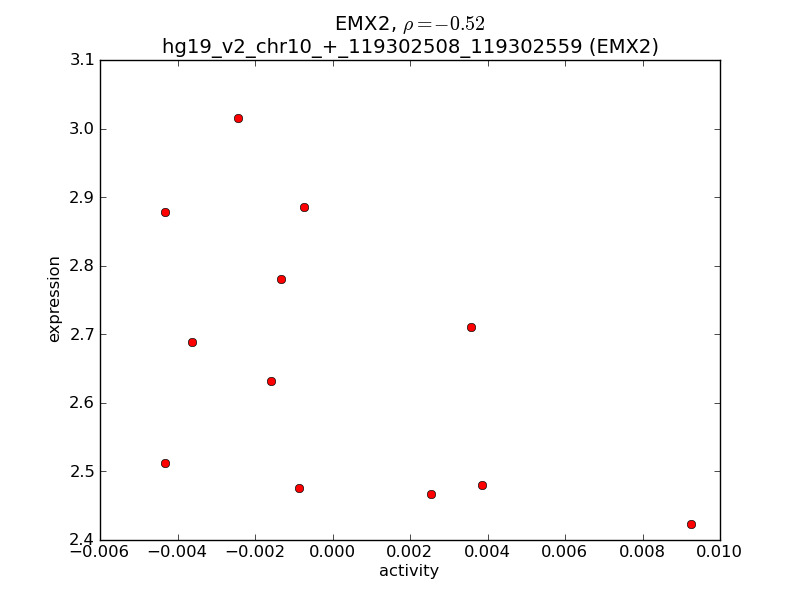 EMX2, ρ = −0.52
hg19_v2_chr10_+_119302508_119302559 (EMX2)
3.1
3.0
2.9
2.8
2.7
2.6
2.5
2.4
expression
−0.006 −0.004 −0.002 0.000 0.002 0.004 0.006 0.008 0.010
activity